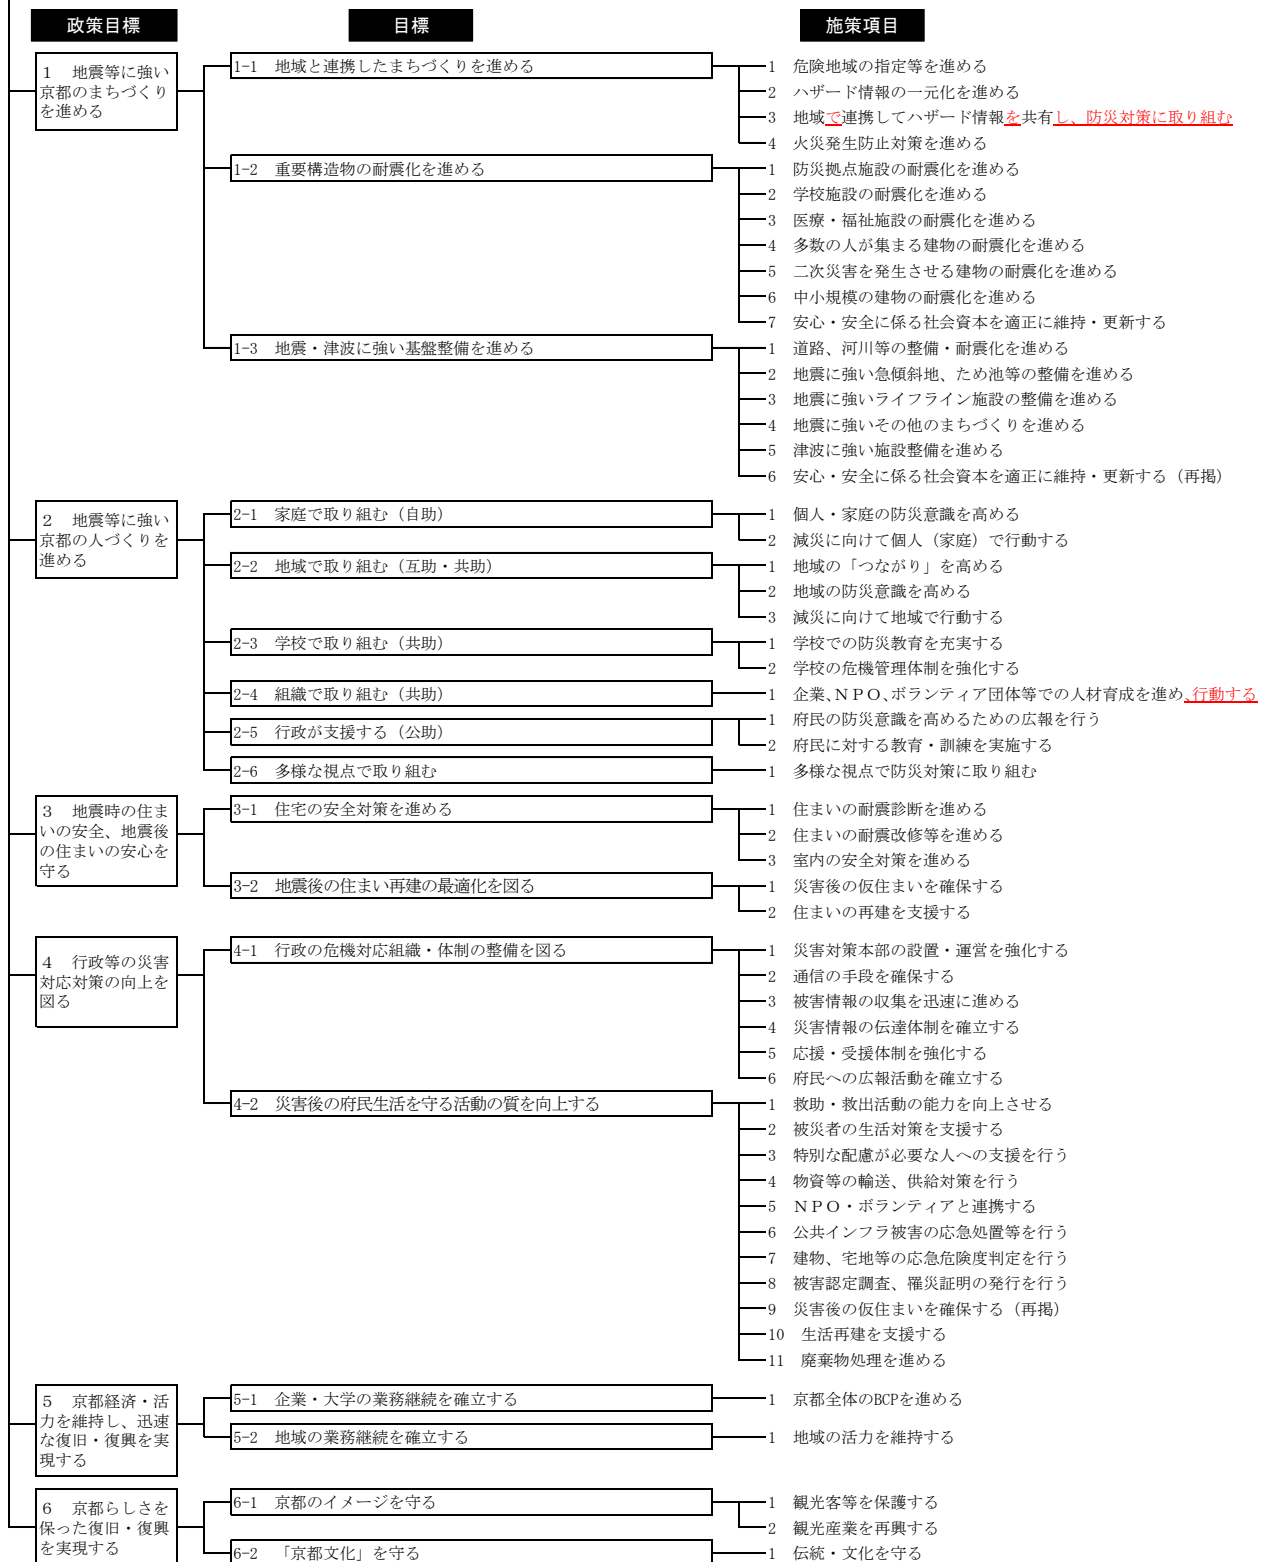 政策目標　目標　施策項目
１　地震等に強い
京都のまちづくり
を進める
1-1　地域と連携したまちづくりを進める
1　危険地域の指定等を進める
2　ハザード情報の一元化を進める
3　地域で連携してハザード情報を共有し、防災対策に取り組む
4　火災発生防止対策を進める
1-2　重要構造物の耐震化を進める
1　防災拠点施設の耐震化を進める
2　学校施設の耐震化を進める
3　医療・福祉施設の耐震化を進める
4　多数の人が集まる建物の耐震化を進める
5　二次災害を発生させる建物の耐震化を進める
6　中小規模の建物の耐震化を進める
7　安心・安全に係る社会資本を適正に維持・更新する
1-3　地震・津波に強い基盤整備を進める
1　道路、河川等の整備・耐震化を進める
2　地震に強い急傾斜地、ため池等の整備を進める
3　地震に強いライフライン施設の整備を進める
4　地震に強いその他のまちづくりを進める
5　津波に強い施設整備を進める
6　安心・安全に係る社会資本を適正に維持・更新する（再掲）
２　地震等に強い
京都の人づくりを
進める
2-1　家庭で取り組む（自助）
1　個人・家庭の防災意識を高める
2　減災に向けて個人（家庭）で行動する
2-2　地域で取り組む（互助・共助）
1　地域の「つながり」を高める
2　地域の防災意識を高める
3　減災に向けて地域で行動する
2-3　学校で取り組む（共助）
1　学校での防災教育を充実する
2　学校の危機管理体制を強化する
2-4　組織で取り組む（共助）
1　企業、ＮＰＯ、ボランティア団体等での人材育成を進め、行動する
2-5　行政が支援する（公助）
1　府民の防災意識を高めるための広報を行う
2　府民に対する教育・訓練を実施する
2-6　多様な視点で取り組む
1　多様な視点で防災対策に取り組む
３　地震時の住ま
いの安全、地震後
の住まいの安心を
守る
3-1　住宅の安全対策を進める
1　住まいの耐震診断を進める
2　住まいの耐震改修等を進める
3　室内の安全対策を進める
3-2　地震後の住まい再建の最適化を図る
1　災害後の仮住まいを確保する
2　住まいの再建を支援する
４　行政等の災害
対応対策の向上を
図る
4-1　行政の危機対応組織・体制の整備を図る
1　災害対策本部の設置・運営を強化する
2　通信の手段を確保する
3　被害情報の収集を迅速に進める
4　災害情報の伝達体制を確立する
5　応援・受援体制を強化する
6　府民への広報活動を確立する
4-2　災害後の府民生活を守る活動の質を向上する
1　救助・救出活動の能力を向上させる
2　被災者の生活対策を支援する
3　特別な配慮が必要な人への支援を行う
4　物資等の輸送、供給対策を行う
5　ＮＰＯ・ボランティアと連携する
6　公共インフラ被害の応急処置等を行う
7　建物、宅地等の応急危険度判定を行う
8　被害認定調査、罹災証明の発行を行う
9　災害後の仮住まいを確保する（再掲）
10　生活再建を支援する
11　廃棄物処理を進める
５　京都経済・活
力を維持し、迅速
な復旧・復興を実
現する
5-1　企業・大学の業務継続を確立する
1　京都全体のBCPを進める
5-2　地域の業務継続を確立する
1　地域の活力を維持する
６　京都らしさを
保った復旧・復興
を実現する
6-1　京都のイメージを守る
1　観光客等を保護する
2　観光産業を再興する
6-2　「京都文化」を守る
1　伝統・文化を守る